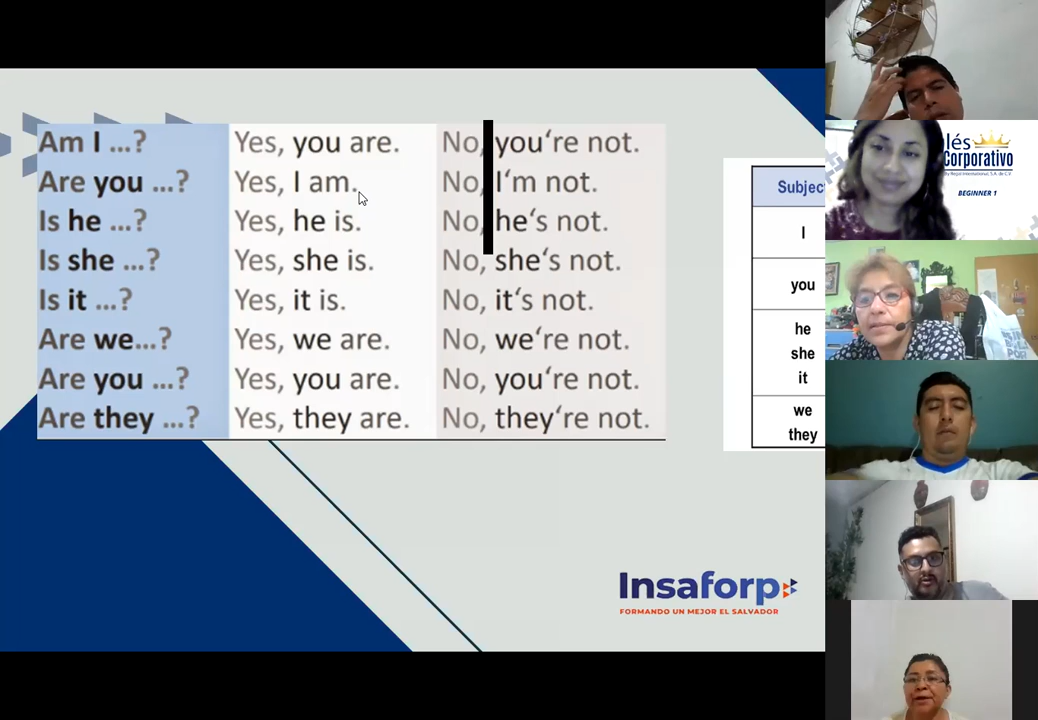 Am I ...? Yes, you are. No, you're not.
Are you ...? Yes, I am. No, I'm not.
Is he ...? Yes, he is. No, he's not.
Is she ...? Yes, she is. No, she's not.
Is it ...? Yes, it is. No, it's not.
Are we...? Yes, we are. No, we're not.
Are you ...? Yes, you are. No, you're not.
Are they ...? Yes, they are. No, they're not.
I
you
he
she
it
we
they
Insaforp
FORMANDO UN MEJOR EL SALVADOR
Corporativo
BEGINNER 1